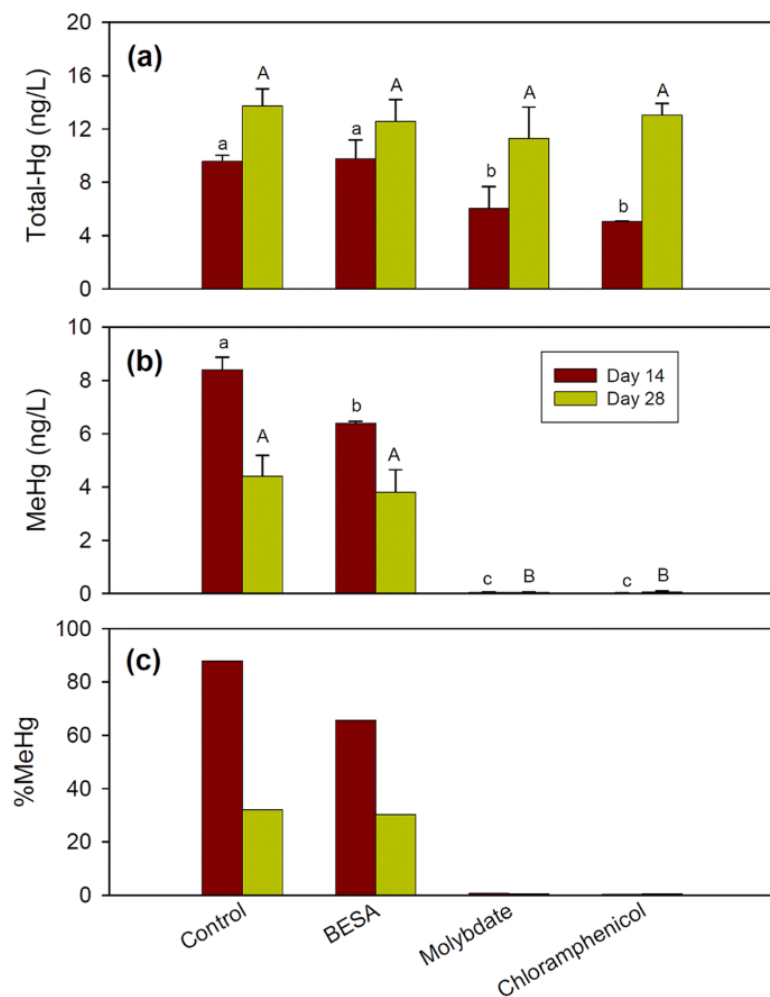 20
16
12
8
4
0
Total-Hg (ng/L)
(a)
a
A
a
A
b
A
b
A
10
8
6
4
2
0
MeHg (ng/L)
(b)
a
A
b
A
c
B
c
B
Day 14
Day 28
100
80
60
40
20
0
%MeHg
(c)
Control
BESA
Molybdate
Chloramphenicol